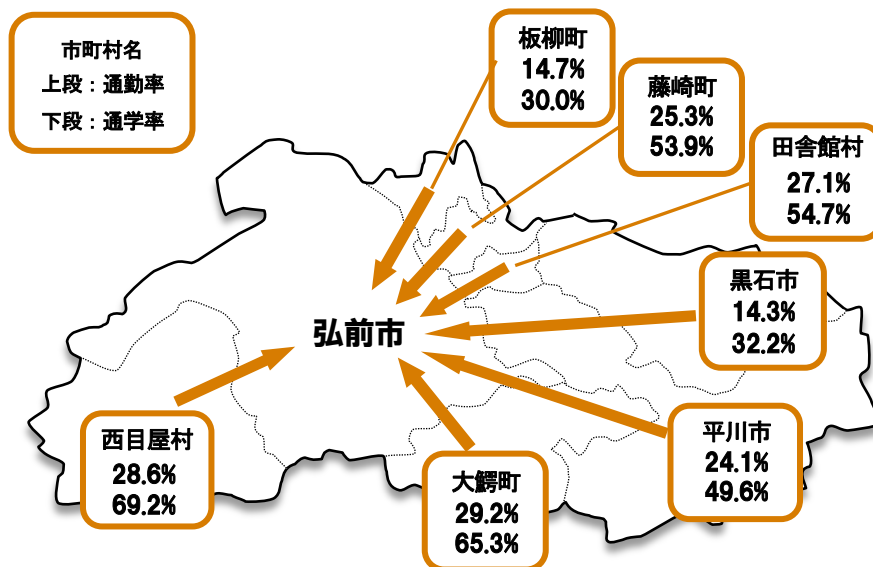 市町村名
上段：通勤率
下段：通学率
板柳町
14.7%
30.0%
藤崎町
25.3%
53.9%
田舎館村
27.1%
54.7%
黒石市
14.3%
32.2%
弘前市
平川市
24.1%
49.6%
西目屋村
28.6%
69.2%
大鰐町
29.2%
65.3%